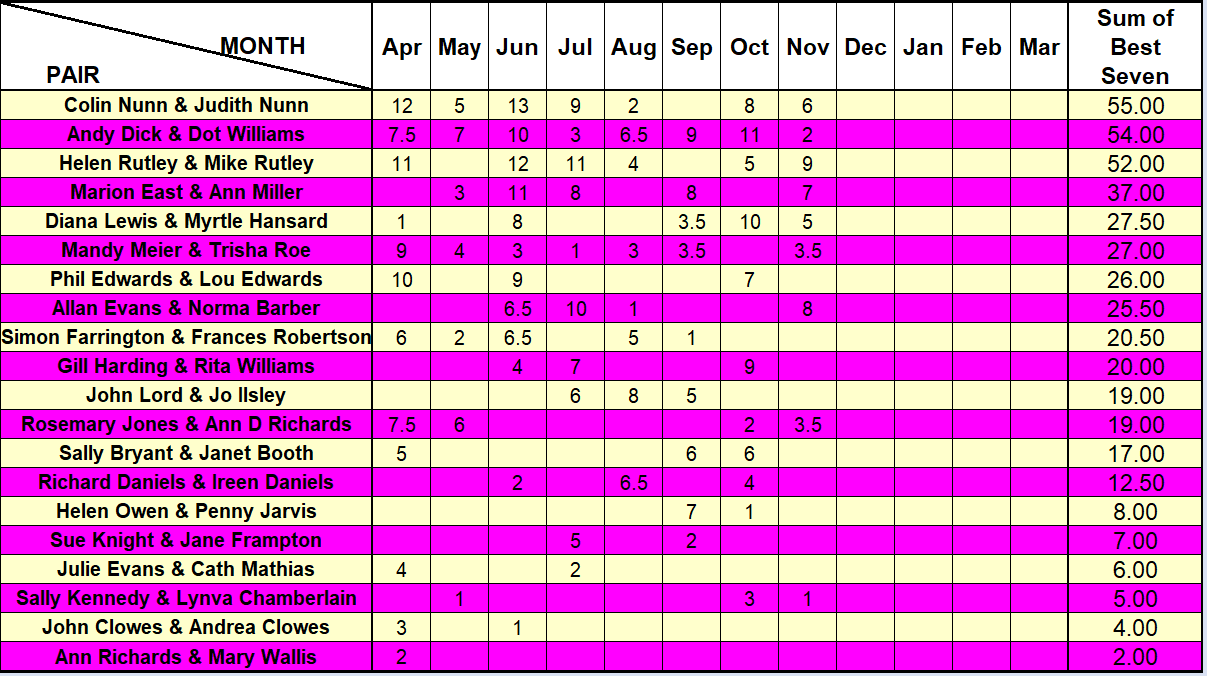 MONTH
PAIR
Apr May Jun Jul Aug Sep Oct Nov Dec Jan Feb Mar Sum of Best Seven
Colin Nunn & Judith Nunn 12 5 13 9 2 8 6 55.00
Andy Dick & Dot Williams 7.5 7 10 3 6.5 9 11 2 54.00
Helen Rutley & Mike Rutley 11 12 11 4 5 9 52.00
Marion East & Ann Miller 3 11 8 8 7 37.00
Diana Lewis & Myrtle Hansard 1 8 3.5 10 5 27.50
Mandy Meier & Trisha Roe 9 4 3 1 3 3.5 3.5 27.00
Phil Edwards & Lou Edwards 10 9 7 26.00
Allan Evans & Norma Barber 6.5 10 1 8 25.50
Simon Farrington & Frances Robertson 6 2 6.5 5 1 20.50
Gill Harding & Rita Williams 4 7 9 20.00
John Lord & Jo Ilsley 6 8 5 19.00
Rosemary Jones & Ann D Richards 7.5 6 2 3.5 19.00
Sally Bryant & Janet Booth 5 6 6 17.00
Richard Daniels & Ireen Daniels 2 6.5 4 12.50
Helen Owen & Penny Jarvis 7 1 8.00
Sue Knight & Jane Frampton 5 2 7.00
Julie Evans & Cath Mathias 4 2 6.00
Sally Kennedy & Lynva Chamberlain 1 3 1 5.00
John Clowes & Andrea Clowes 3 1 4.00
Ann Richards & Mary Wallis 2 2.00